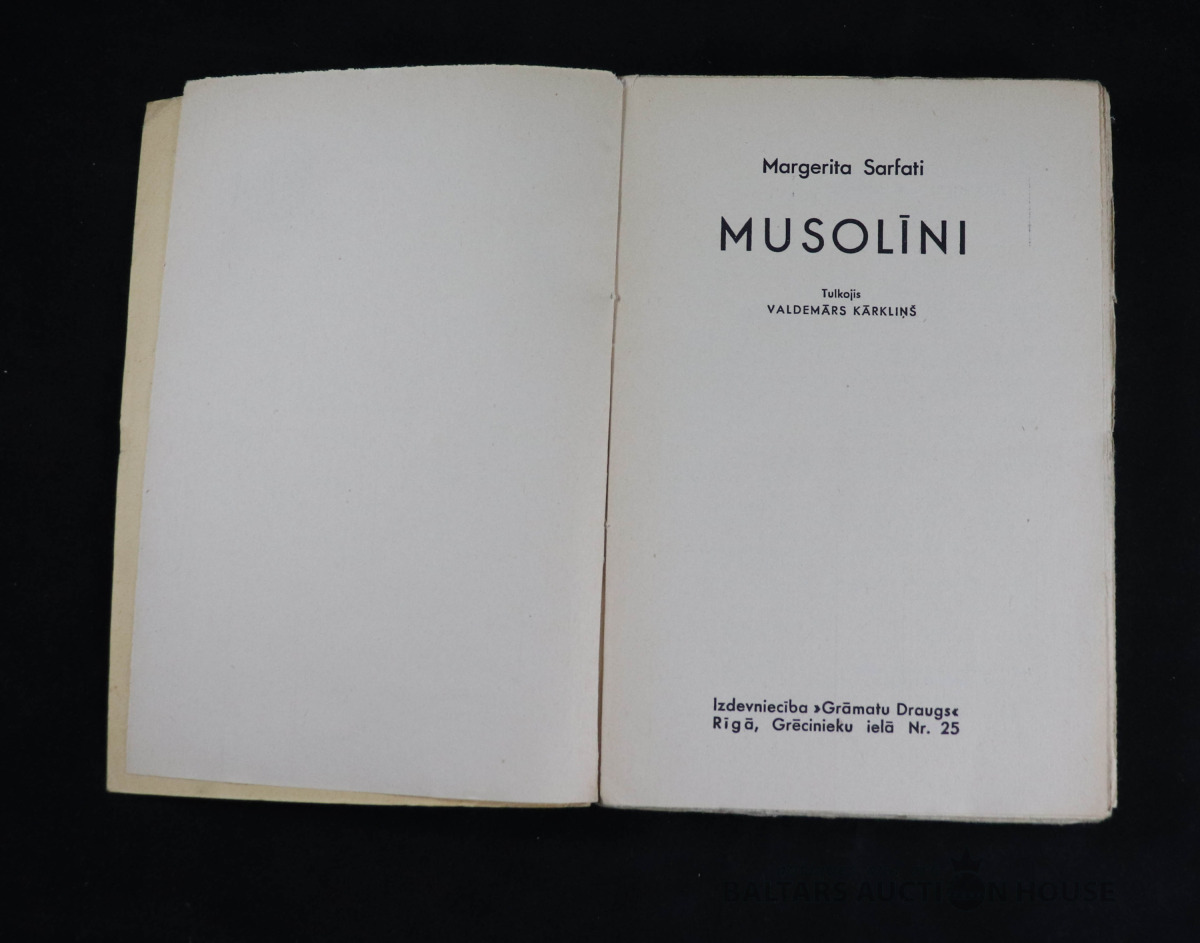 Margerita Sarfati
MUSOLĪNI
Tulkojis
VALDEMĀRS KĀRKLIŅŠ
Izdevniecība »Grāmatu Draugs«
Rīgā, Grēcinieku ielā Nr. 25
BALTARS AUCTION HOUSE